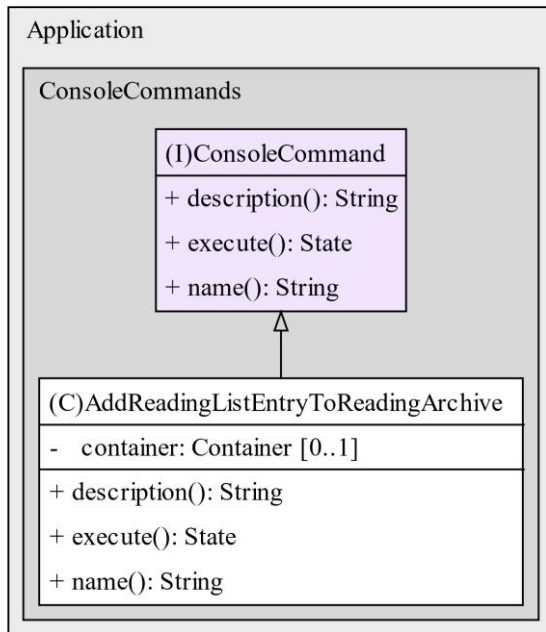 Application
ConsoleCommands
(I)ConsoleCommand
+ description(): String
+ execute(): State
+ name(): String
(C)AddReadingListEntryToReadingArchive
- container: Container [0..1]
+ description(): String
+ execute(): State
+ name(): String